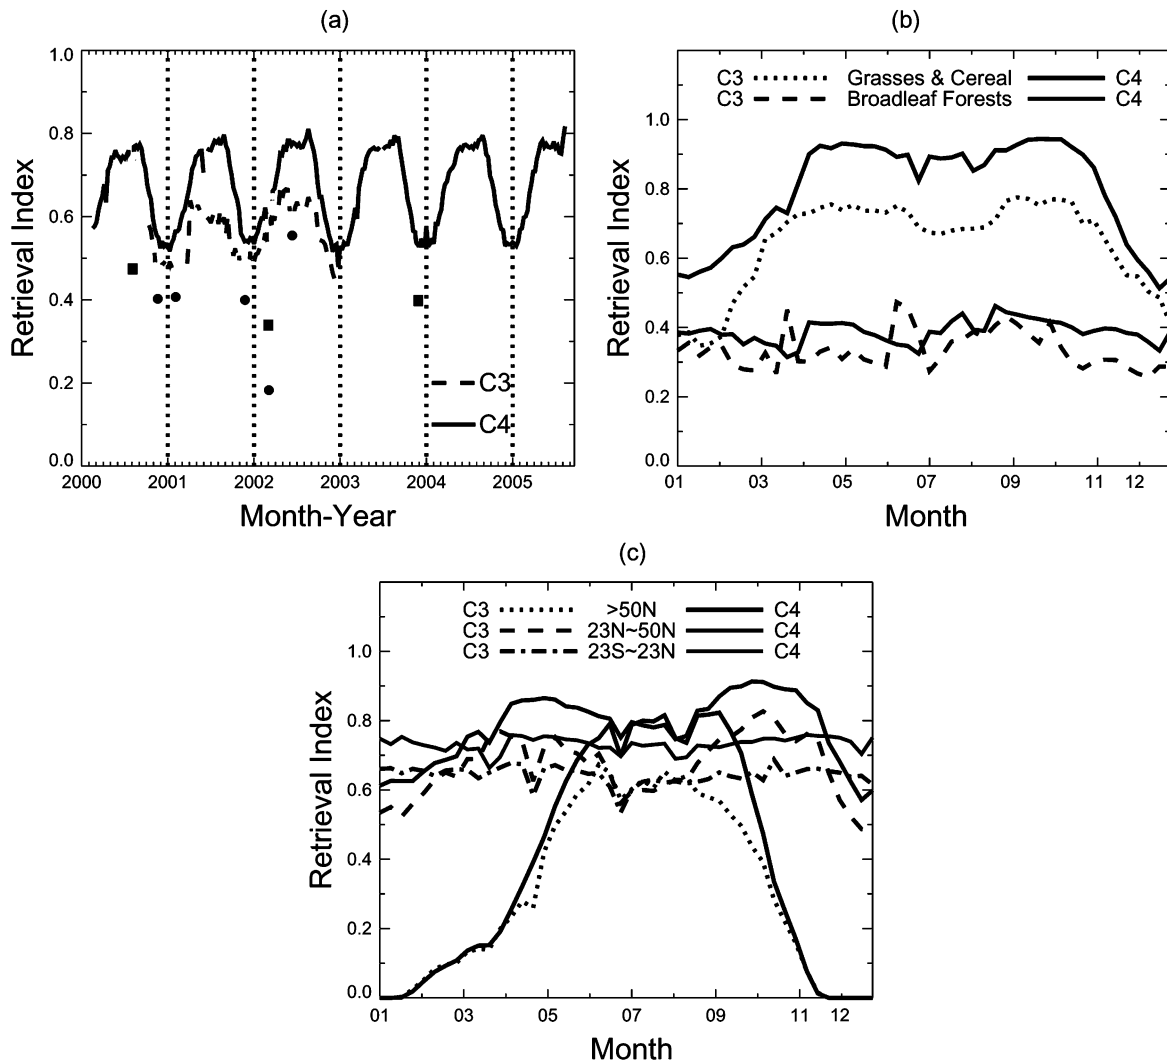 (a)
1.0
0.8
0.6
0.4
0.2
0.0
Retrieval Index
C3
C4
2000 2001 2002 2003 2004 2005
Month-Year
(b)
C3 Grasses & Cereal C4
C3 Broadleaf Forests C4
1.0
0.8
0.6
0.4
0.2
0.0
Retrieval Index
01 03 05 07 09 11 12
Month
(c)
C3 >50N C4
C3 23N~50N C4
C3 23S~23N C4
1.0
0.8
0.6
0.4
0.2
0.0
Retrieval Index
01 03 05 07 09 11 12
Month